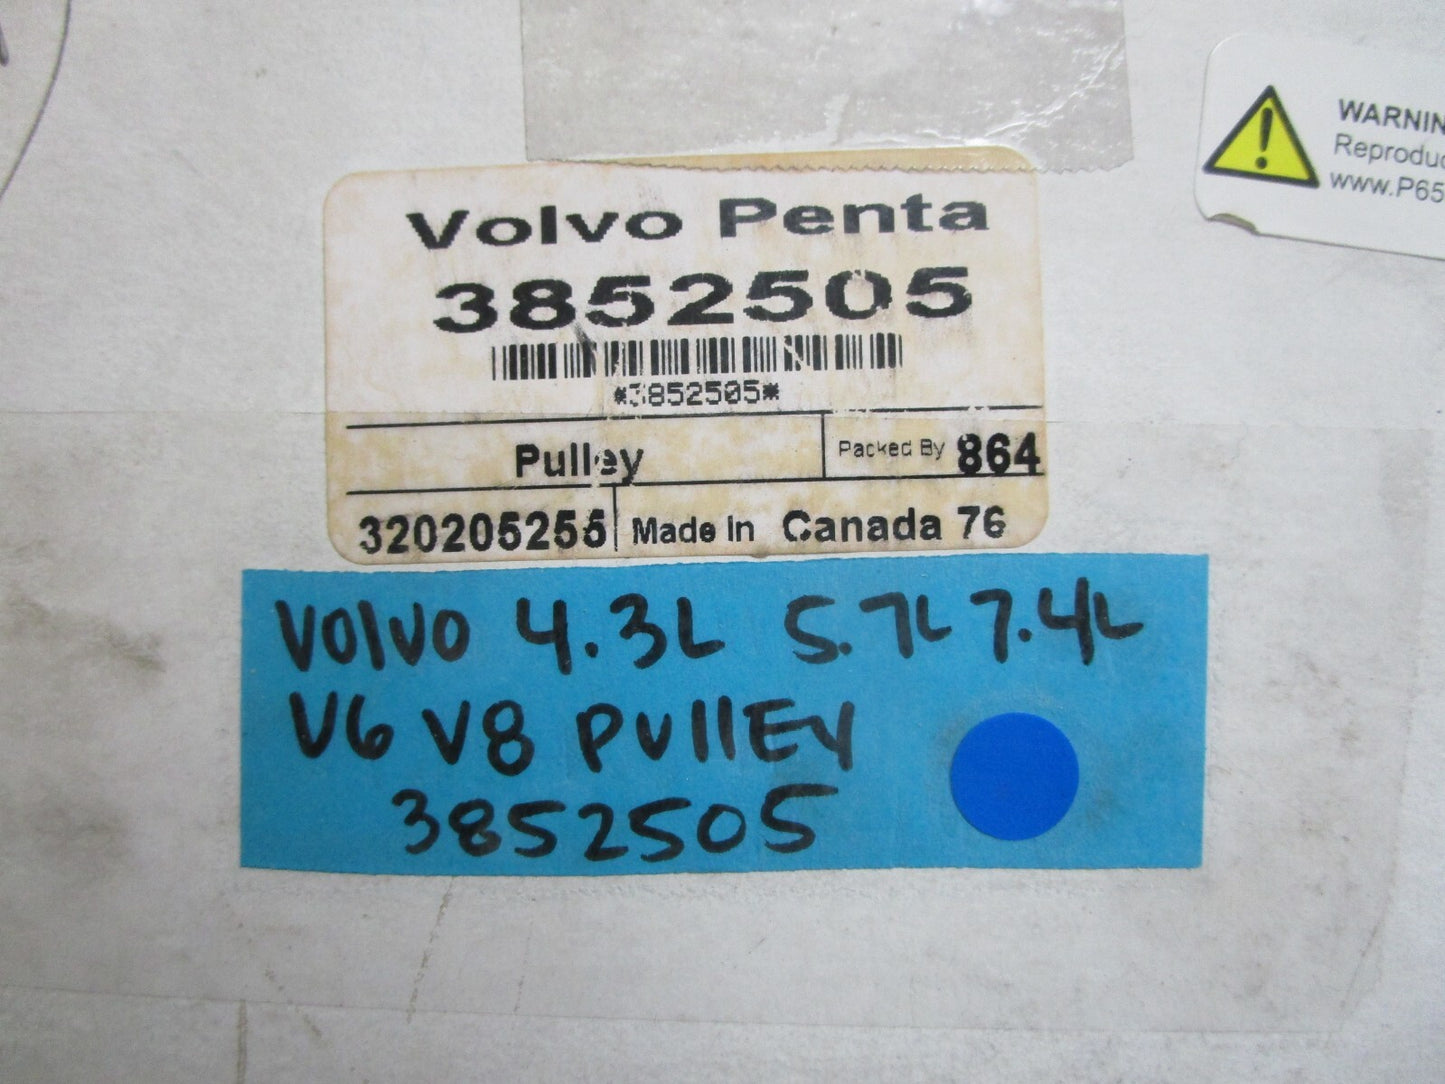 Volvo Penta
3852505
*3852505*
Pulley
Packed By 864
320205255
Made In Canada 76
WARNIN
Reproduc
www.P65
VOLVO 4.3L 5.7L 7.4L
V6 V8 PULLEY
3852505